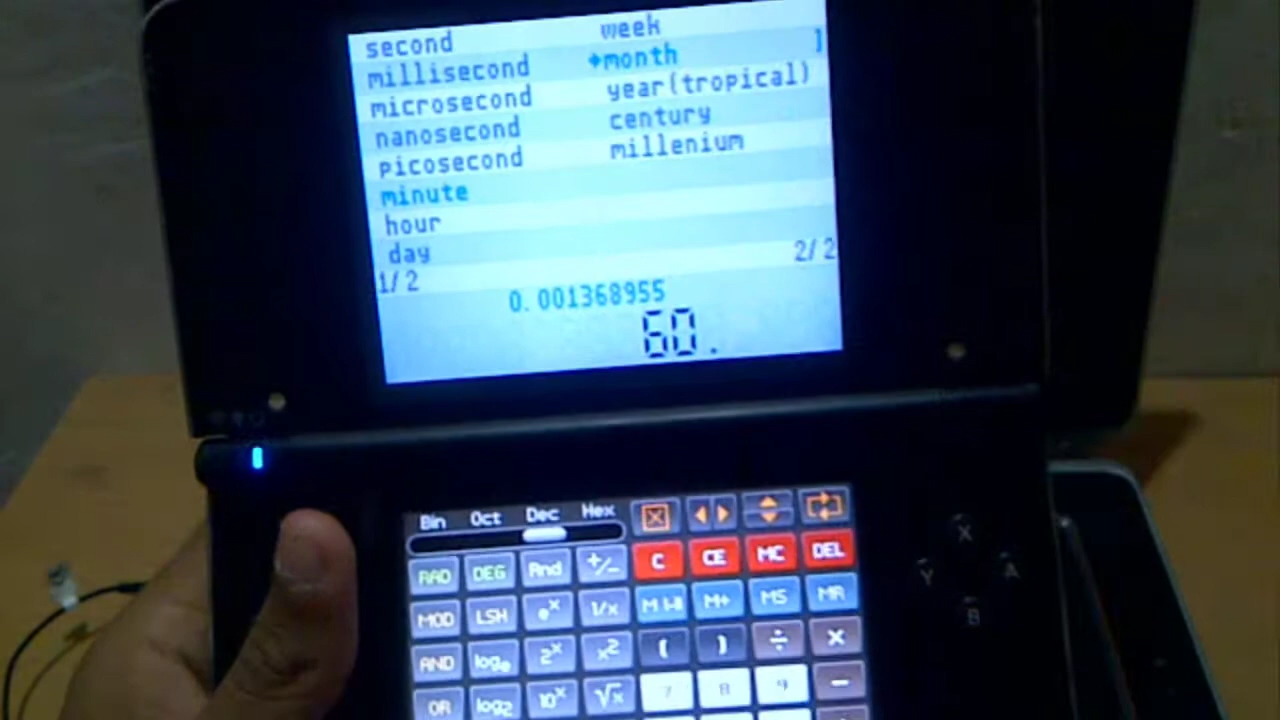 second week
millisecond →month ]
microsecond year(tropical)
nanosecond century
picosecond millenium
minute
hour
day
1/2 2/2
0.001368955
60.
Bin Oct Dec Hex
RAD DEG Rnd +/- C CE MC DEL
MOD LSH e^x 1/x M+ MS MR
AND logₑ 2^x x² ( ) ÷ ×
OR log₂ 10^x √x 7 8 9 −
X
Y A
B